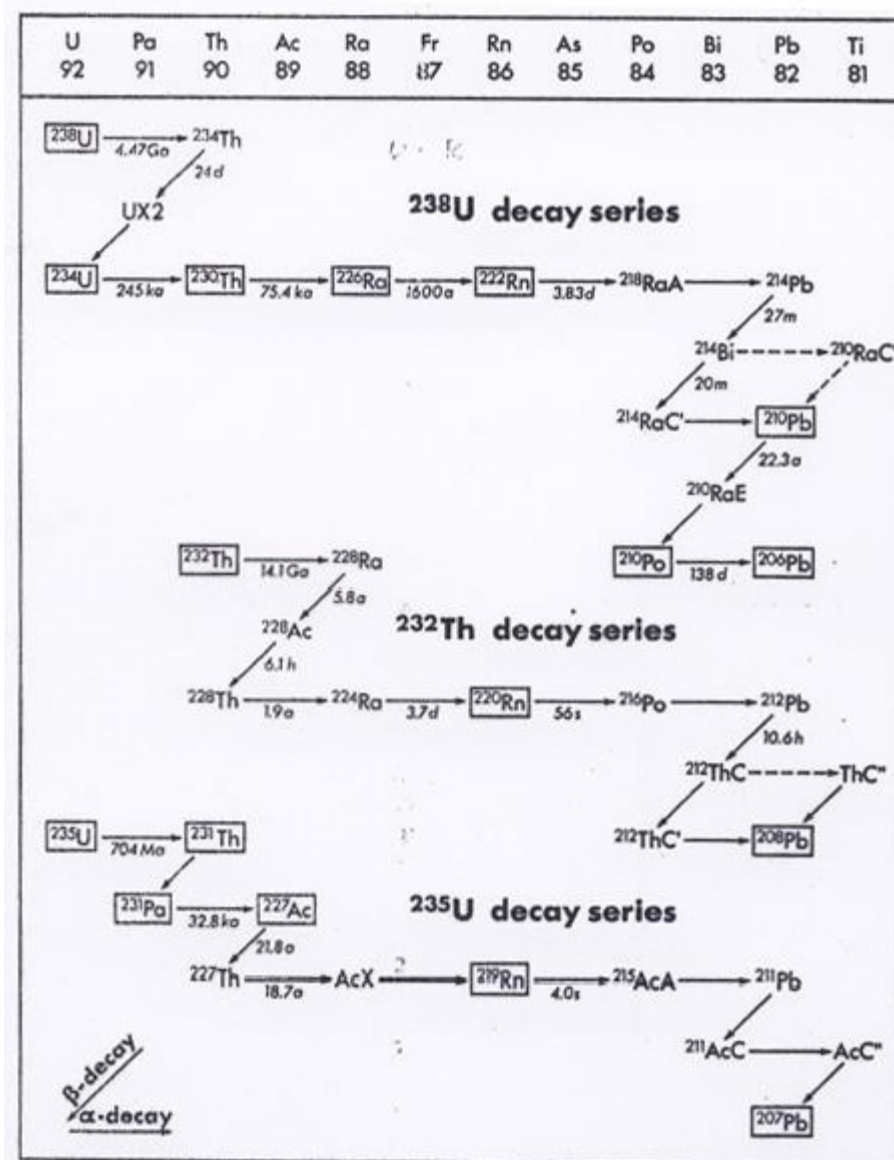 U Pa Th Ac Ra Fr Rn As Po Bi Pb Ti
92 91 90 89 88 87 86 85 84 83 82 81
²³⁸U 4.47Ga ²³⁴Th
24d
²³⁸U decay series
UX2
²³⁴U 245ka ²³⁰Th 75.4ka ²²⁶Ra 1600a ²²²Rn 3.83d ²¹⁸RaA ²¹⁴Pb
27m
²¹⁴Bi ²¹⁰RaC"
20m
²¹⁴RaC' ²¹⁰Pb
22.3a
²¹⁰RaE
²³²Th 14.1Ga ²²⁸Ra ²¹⁰Po 138d ²⁰⁶Pb
5.8a
²²⁸Ac ²³²Th decay series
6.1h
²²⁸Th 1.9a ²²⁴Ra 3.7d ²²⁰Rn 56s ²¹⁶Po ²¹²Pb
10.6h
²¹²ThC ThC"
²³⁵U 704Ma ²³¹Th ²¹²ThC' ²⁰⁸Pb
²³¹Pa 32.8ka ²²⁷Ac ²³⁵U decay series
21.8a
²²⁷Th 18.7a AcX ²¹⁹Rn 4.0s ²¹⁵AcA ²¹¹Pb
²¹¹AcC AcC"
β-decay
α-decay
²⁰⁷Pb